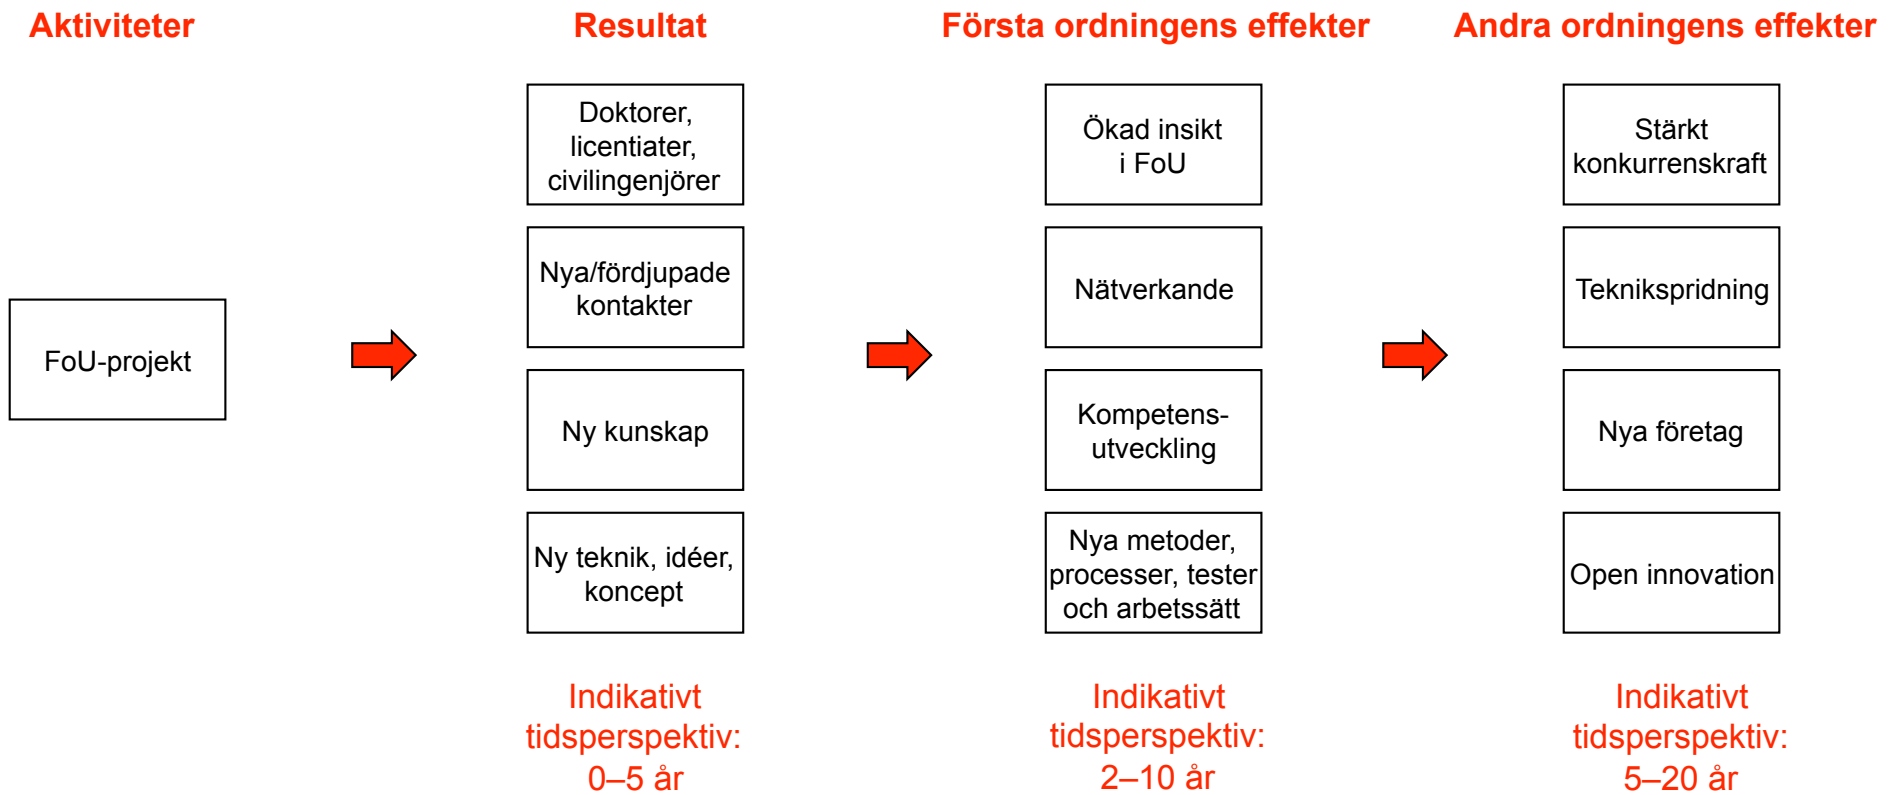 Aktiviteter
Resultat
Första ordningens effekter
Andra ordningens effekter
FoU-projekt
Doktorer,
licentiater,
civilingenjörer
Nya/fördjupade
kontakter
Ny kunskap
Ny teknik, idéer,
koncept
Indikativt
tidsperspektiv:
0–5 år
Ökad insikt
i FoU
Nätverkande
Kompetens-
utveckling
Nya metoder,
processer, tester
och arbetssätt
Indikativt
tidsperspektiv:
2–10 år
Stärkt
konkurrenskraft
Teknikspridning
Nya företag
Open innovation
Indikativt
tidsperspektiv:
5–20 år